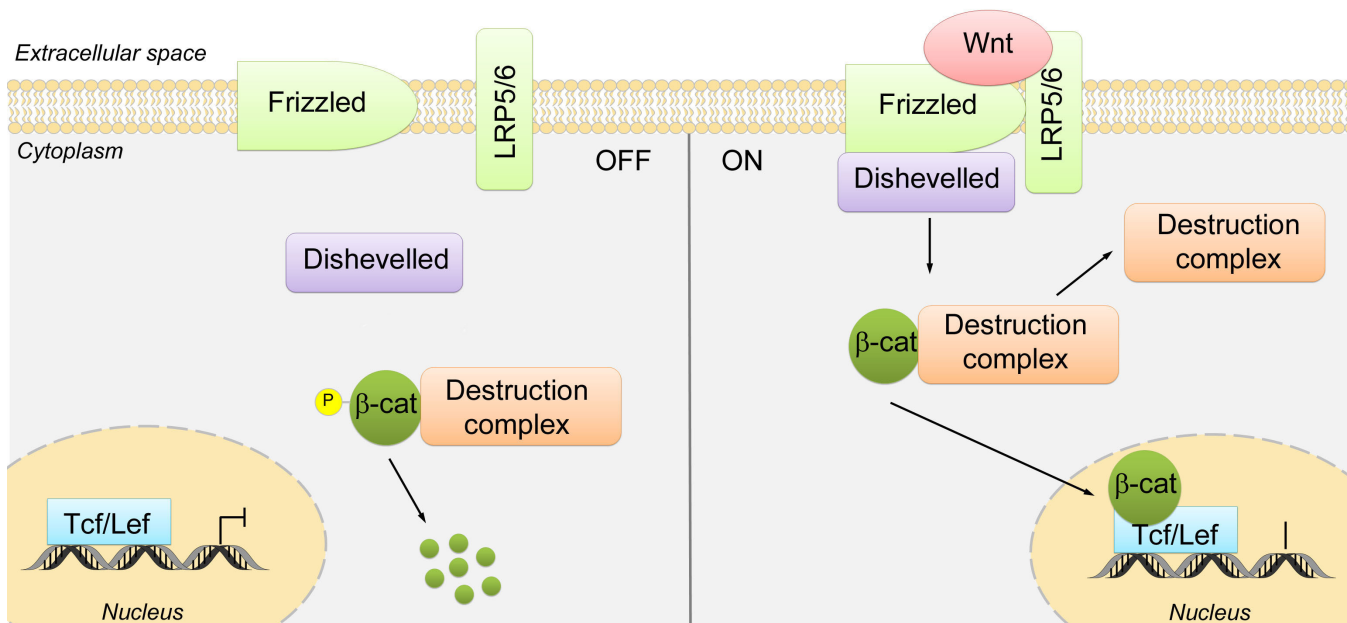 Extracellular space
Frizzled
LRP5/6
Cytoplasm
OFF
Dishevelled
P
β-cat
Destruction
complex
Tcf/Lef
Nucleus
Wnt
Frizzled
LRP5/6
ON
Dishevelled
Destruction
complex
β-cat
Destruction
complex
β-cat
Tcf/Lef
Nucleus